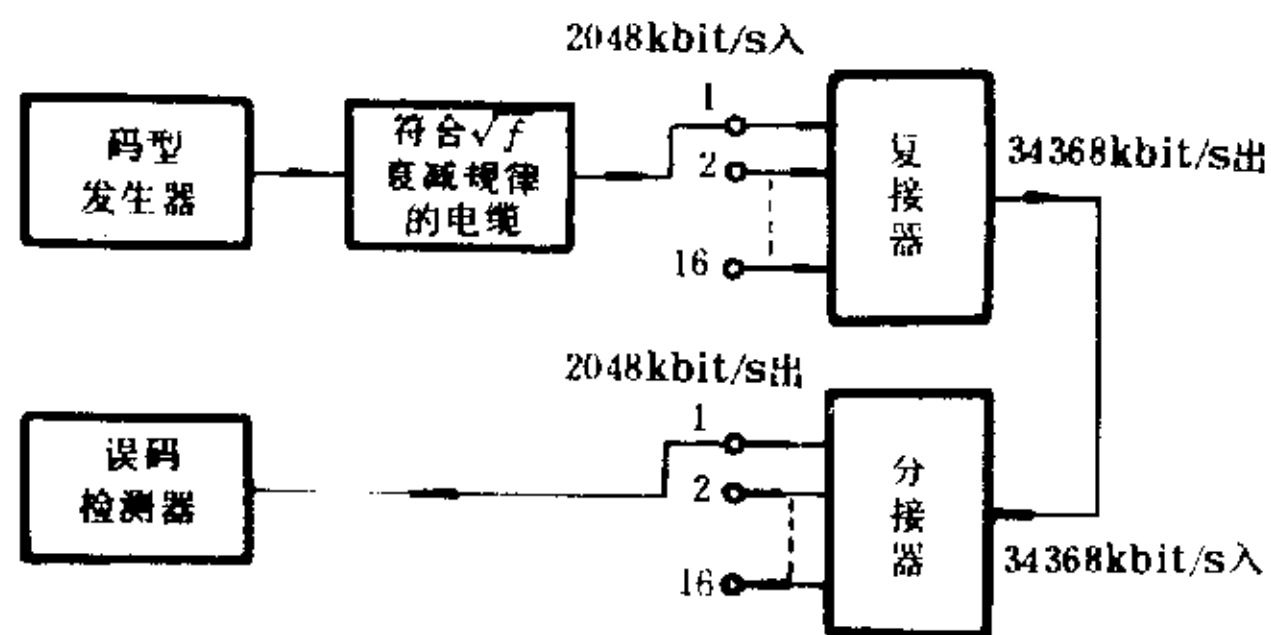 2048kbit/s入
码型
发生器
符合√f
衰减规律
的电缆
1
2
16
复
接
器
34368kbit/s出
2048kbit/s出
误码
检测器
1
2
16
分
接
器
34368kbit/s入